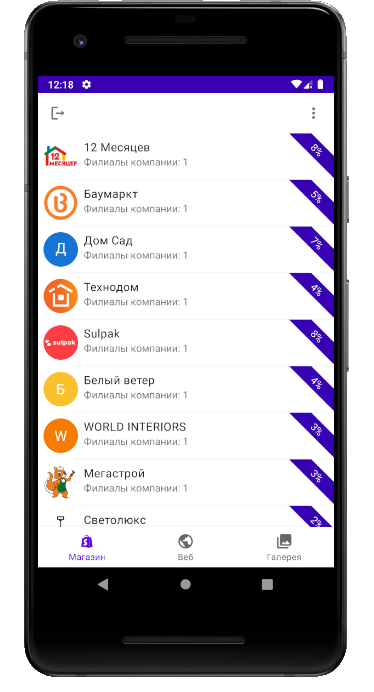 12:18
12 Месяцев
Филиалы компании: 1
8%
12
МЕСЯЦЕВ
Баумаркт
Филиалы компании: 1
5%
Д
Дом Сад
Филиалы компании: 1
7%
Технодом
Филиалы компании: 1
4%
sulpak
Sulpak
Филиалы компании: 1
8%
Б
Белый ветер
Филиалы компании: 1
4%
W
WORLD INTERIORS
Филиалы компании: 1
3%
Мегастрой
Филиалы компании: 1
3%
Светолюкс
2%
Магазин
Веб
Галерея